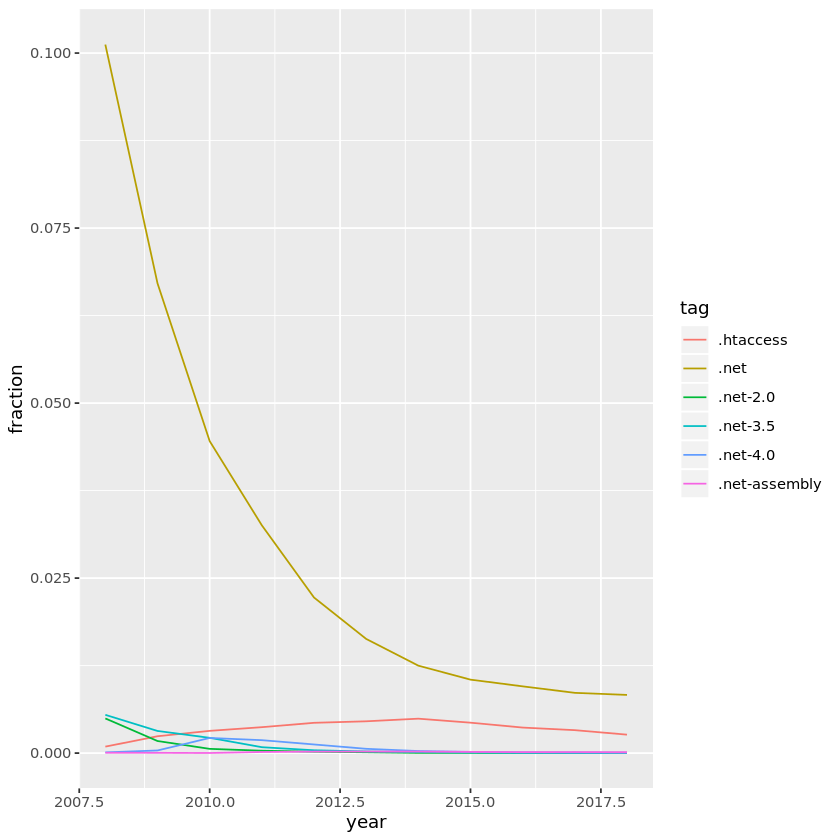 0.100
0.075
0.050
0.025
0.000
fraction
2007.5 2010.0 2012.5 2015.0 2017.5
year
tag
.htaccess
.net
.net-2.0
.net-3.5
.net-4.0
.net-assembly